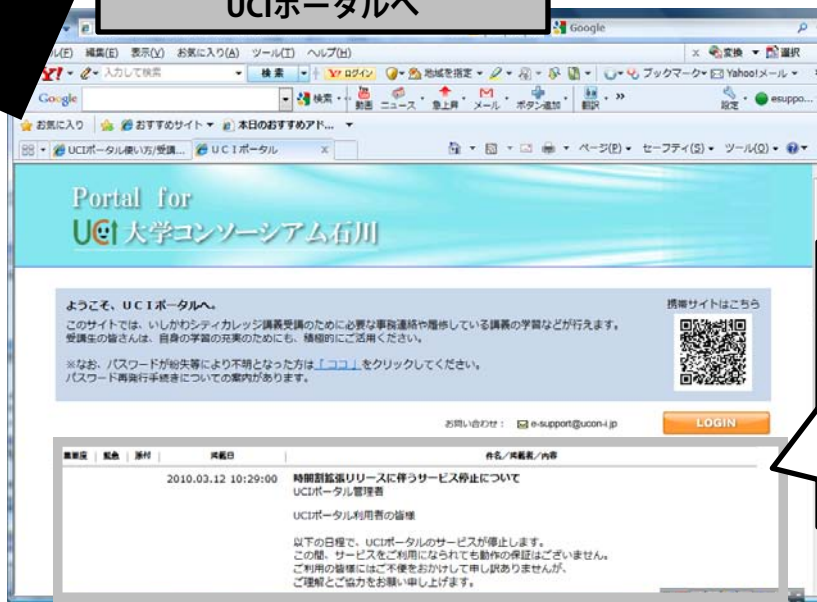 UCIポータルへ
Google
編集(E) 表示(V) お気に入り(A) ツール(T) ヘルプ(H)
変換 選択
Y! 入力して検索 検索 ログイン 地域を指定 ブックマーク Yahoo!メール
Google 検索 動画 ニュース 急上昇 メール ボタン追加 翻訳 » 設定 esuppo...
お気に入り おすすめサイト 本日のおすすめアド...
UCIポータル使い方/受講... UCIポータル x ページ(P) セーフティ(S) ツール(O)
Portal for
UCI 大学コンソーシアム石川
ようこそ、UCIポータルへ。
携帯サイトはこちら
このサイトでは、いしかわシティカレッジ講義受講のために必要な事務連絡や履修している講義の学習などが行えます。
受講生の皆さんは、自身の学習の充実のためにも、積極的にご活用ください。
※なお、パスワードが紛失等により不明となった方は「ココ」をクリックしてください。
パスワード再発行手続きについての案内があります。
お問い合わせ： e-support@ucon-i.jp
LOGIN
重要度 配色 添付 掲載日 件名/掲載者/内容
2010.03.12 10:29:00 時間割拡張リリースに伴うサービス停止について
UCIポータル管理者
UCIポータル利用者の皆様
以下の日程で、UCIポータルのサービスが停止します。
この間、サービスをご利用になられても動作の保証はございません。
ご利用の皆様にはご不便をおかけして申し訳ありませんが、
ご理解とご協力をお願い申し上げます。